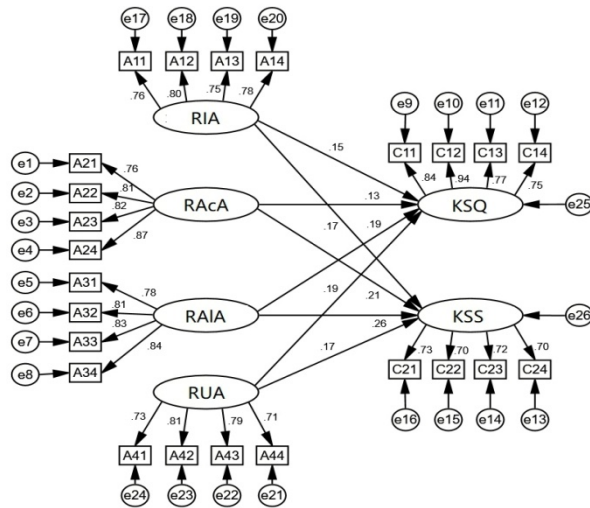 e17 e18 e19 e20
A11 A12 A13 A14
.76 .80 .75 .78
RIA
e9 e10 e11 e12
C11 C12 C13 C14
.84 .94 .77 .75
KSQ
e25
.15
.13
.19
.17
.19
.21
.26
.17
e1 A21 .76
e2 A22 .81
e3 A23 .82
e4 A24 .87
RAcA
e5 A31 .78
e6 A32 .81
e7 A33 .83
e8 A34 .84
RAIA
KSS
e26
.73 .70 .72 .70
C21 C22 C23 C24
e16 e15 e14 e13
RUA
.73 .81 .79 .71
A41 A42 A43 A44
e24 e23 e22 e21